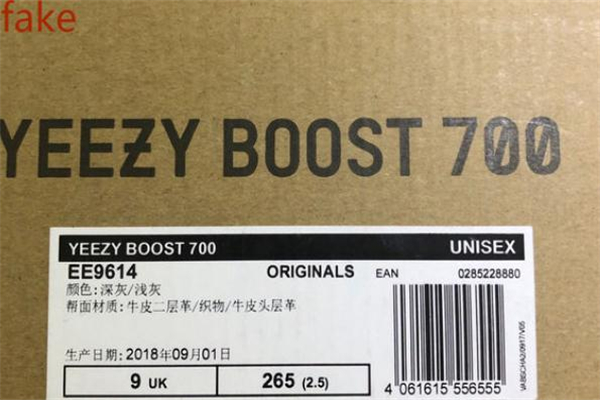 fake
YEEZY BOOST 700
YEEZY BOOST 700 UNISEX
EE9614 ORIGINALS EAN 0285228880
颜色:深灰/浅灰
帮面材质:牛皮二层革/织物/牛皮头层革
生产日期:2018年09月01日
9 UK 265 (2.5)
4 061615 556555